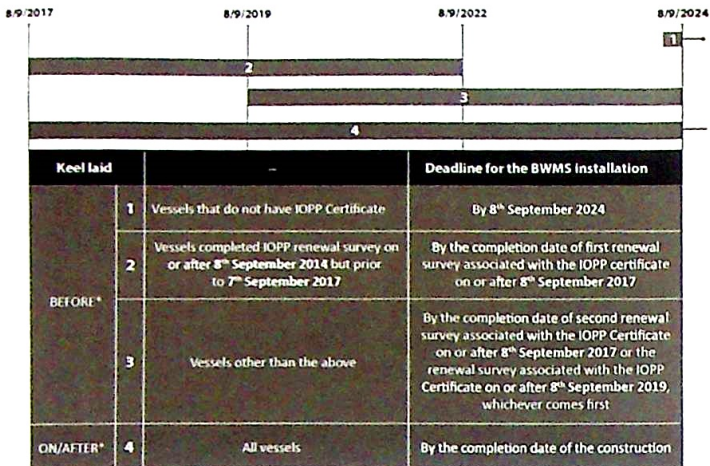 8/9/2017 8/9/2019 8/9/2022 8/9/2024
1
2
3
4
Keel laid – Deadline for the BWMS Installation
BEFORE*
1 Vessels that do not have IOPP Certificate By 8th September 2024
2
Vessels completed IOPP renewal survey on
or after 8th September 2014 but prior
to 7th September 2017
By the completion date of first renewal
survey associated with the IOPP certificate
on or after 8th September 2017
3
Vessels other than the above
By the completion date of second renewal
survey associated with the IOPP Certificate
on or after 8th September 2017 or the
renewal survey associated with the IOPP
Certificate on or after 8th September 2019,
whichever comes first
ON/AFTER* 4 All vessels By the completion date of the construction